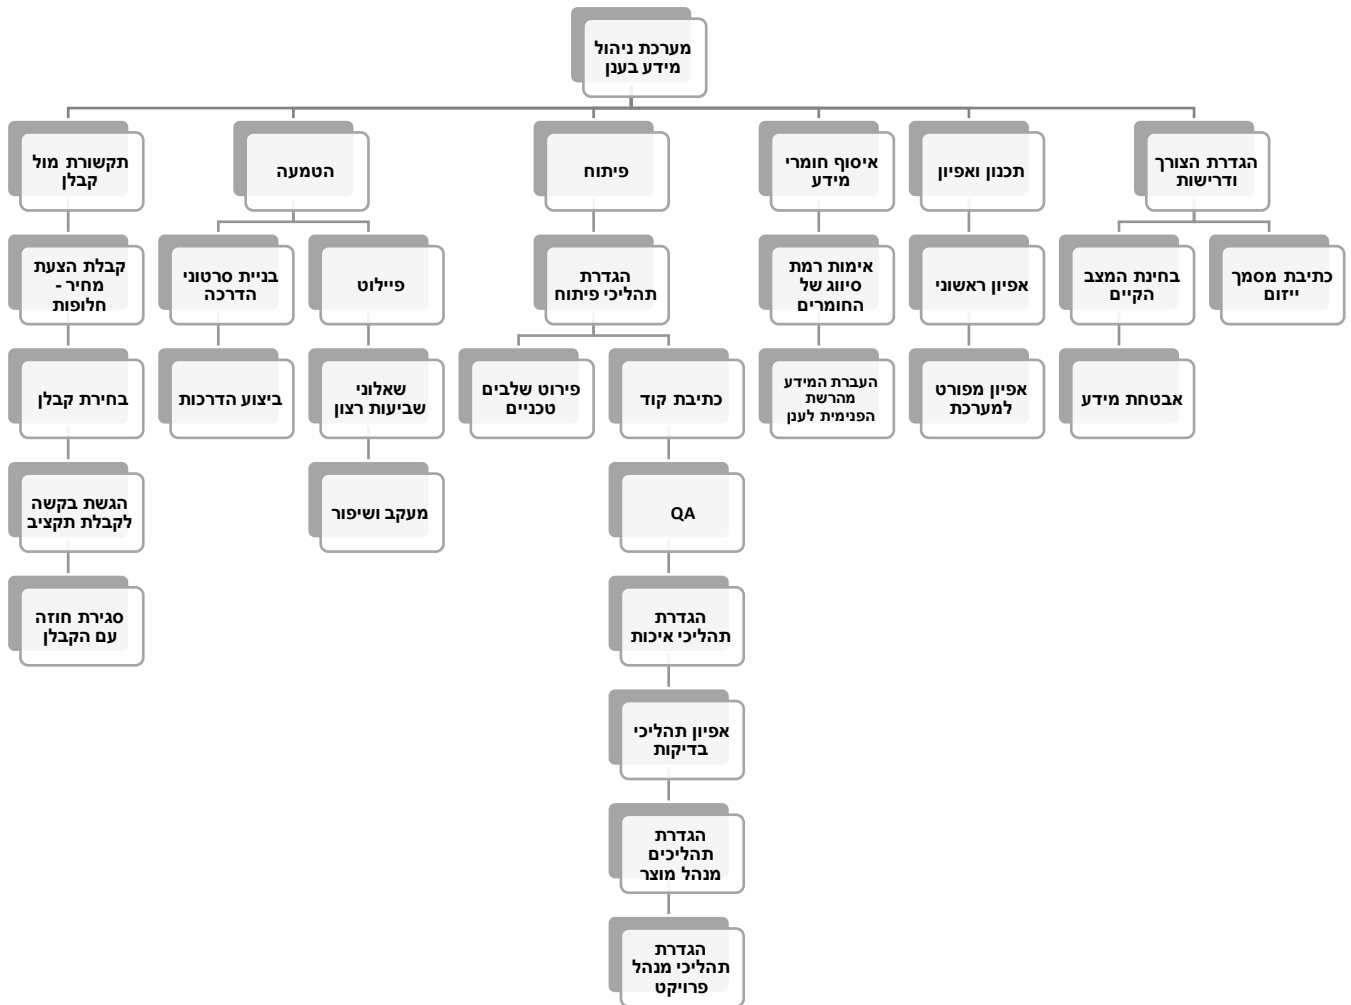 מערכת ניהול
מידע בענן
הגדרת הצורך
ודרישות
תכנון ואפיון
איסוף חומרי
מידע
פיתוח
הטמעה
תקשורת מול
קבלן
כתיבת מסמך
ייזום
בחינת המצב
הקיים
אפיון ראשוני
אימות רמת
סיווג של
החומרים
הגדרת
תהליכי פיתוח
פיילוט
בניית סרטוני
הדרכה
קבלת הצעת
מחיר -
חלופות
אבטחת מידע
אפיון מפורט
למערכת
העברת המידע
מהרשת
הפנימית לענן
כתיבת קוד
פירוט שלבים
טכניים
שאלוני
שביעות רצון
ביצוע הדרכות
בחירת קבלן
QA
מעקב ושיפור
הגשת בקשה
לקבלת תקציב
הגדרת
תהליכי איכות
סגירת חוזה
עם הקבלן
אפיון תהליכי
בדיקות
הגדרת
תהליכים
מנהל מוצר
הגדרת
תהליכי מנהל
פרויקט